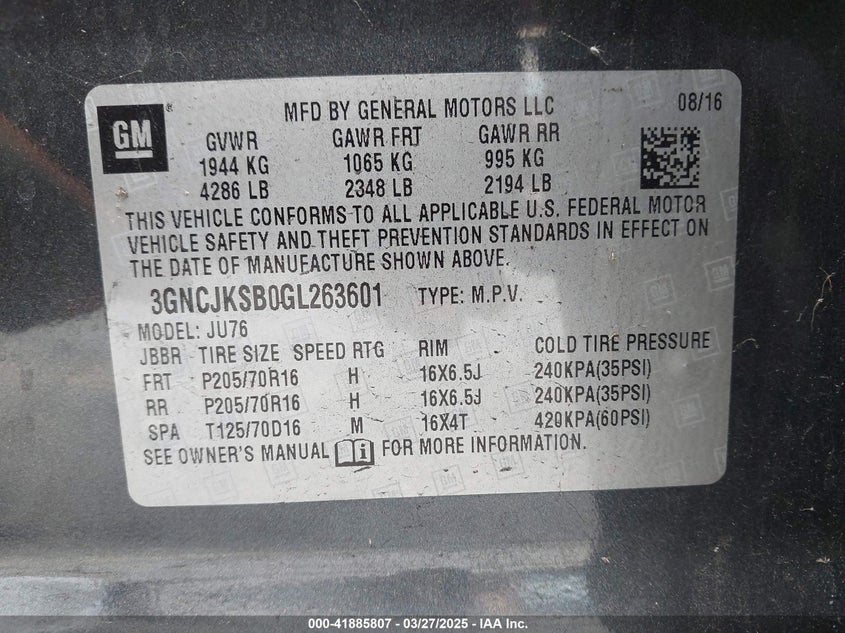 GM
®
MFD BY GENERAL MOTORS LLC 08/16
GVWR GAWR FRT GAWR RR
1944 KG 1065 KG 995 KG
4286 LB 2348 LB 2194 LB
THIS VEHICLE CONFORMS TO ALL APPLICABLE U.S. FEDERAL MOTOR
VEHICLE SAFETY AND THEFT PREVENTION STANDARDS IN EFFECT ON
THE DATE OF MANUFACTURE SHOWN ABOVE.
3GNCJKSB0GL263601 TYPE: M.P.V.
MODEL: JU76
JBBR TIRE SIZE SPEED RTG RIM COLD TIRE PRESSURE
FRT P205/70R16 H 16X6.5J 240KPA(35PSI)
RR P205/70R16 H 16X6.5J 240KPA(35PSI)
SPA T125/70D16 M 16X4T 420KPA(60PSI)
SEE OWNER'S MANUAL FOR MORE INFORMATION.
000-41885807 - 03/27/2025 - IAA Inc.